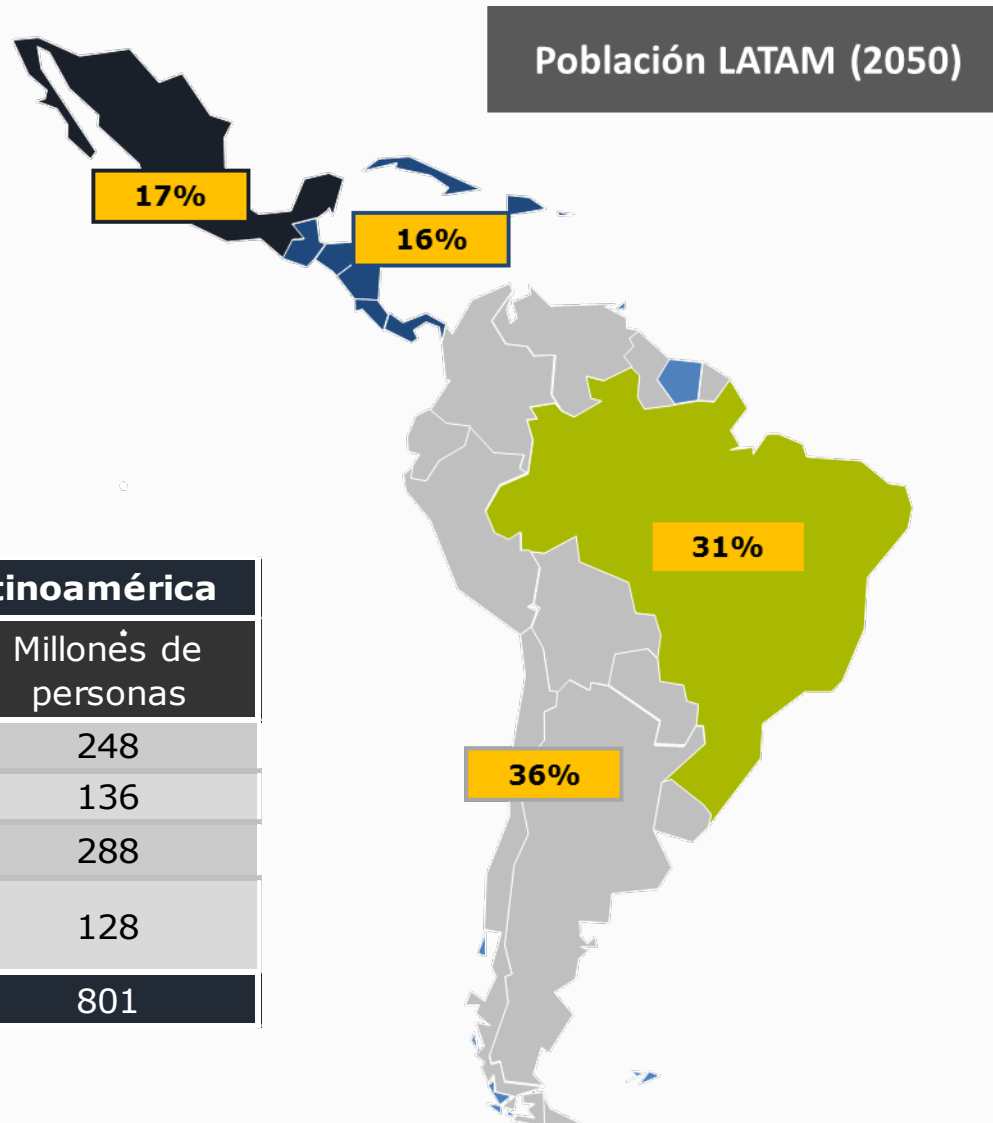 Población LATAM (2050)
17%
16%
31%
36%
tinoamérica
Millones de
personas
248
136
288
128
801